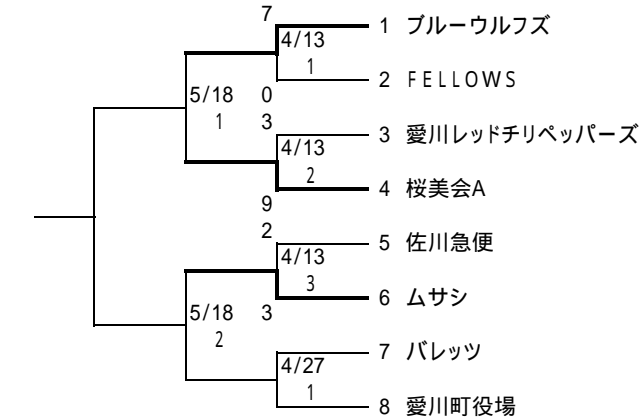 7
1 ブルーウルフズ
4/13
1
2 FELLOWS
5/18 0
1 3
3 愛川レッドチリペッパーズ
4/13
2
4 桜美会A
9
2
5 佐川急便
4/13
3
6 ムサシ
5/18 3
2
7 バレッツ
4/27
1
8 愛川町役場